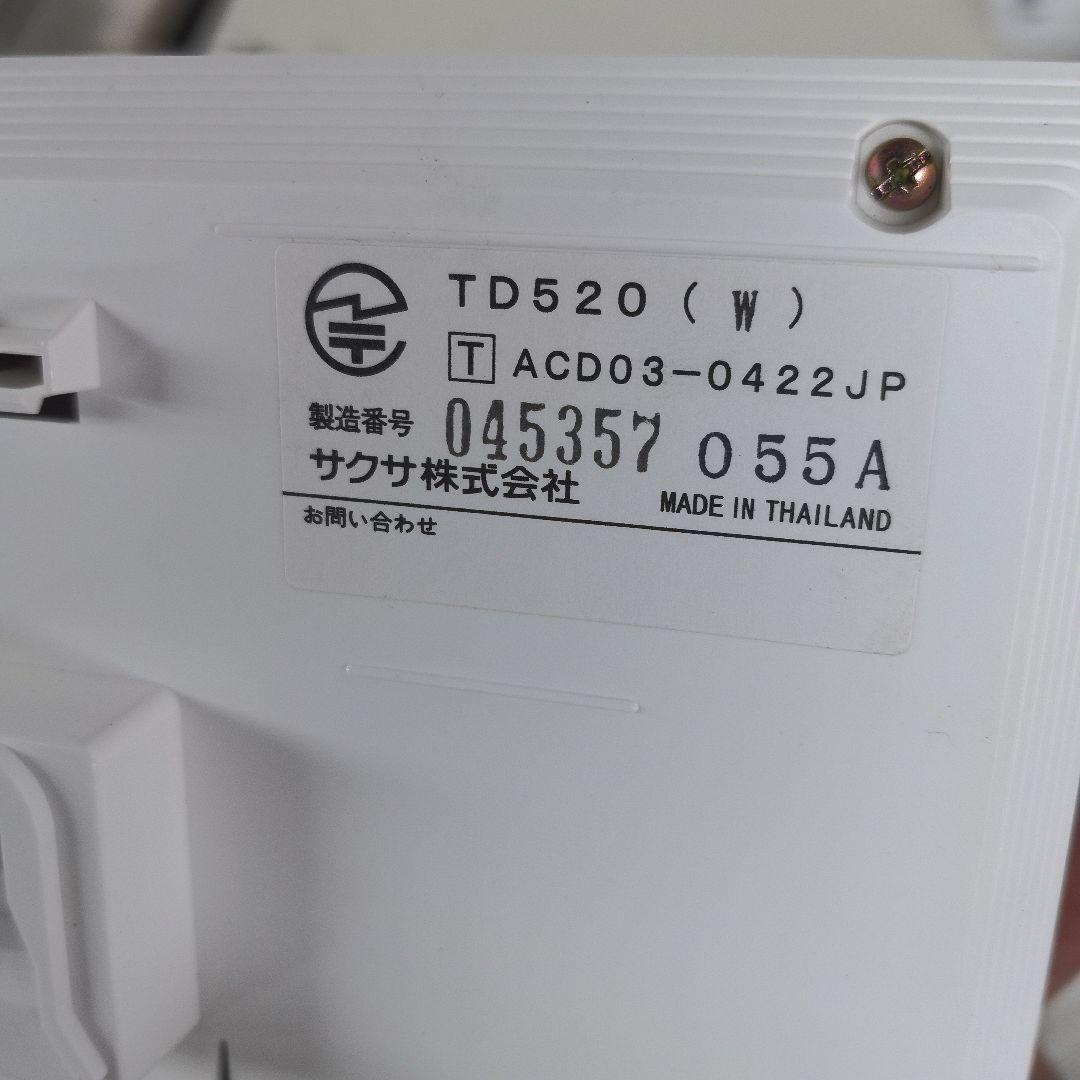 TD520(W)
T ACD03-0422JP
製造番号 045357 055A
サクサ株式会社
MADE IN THAILAND
お問い合わせ